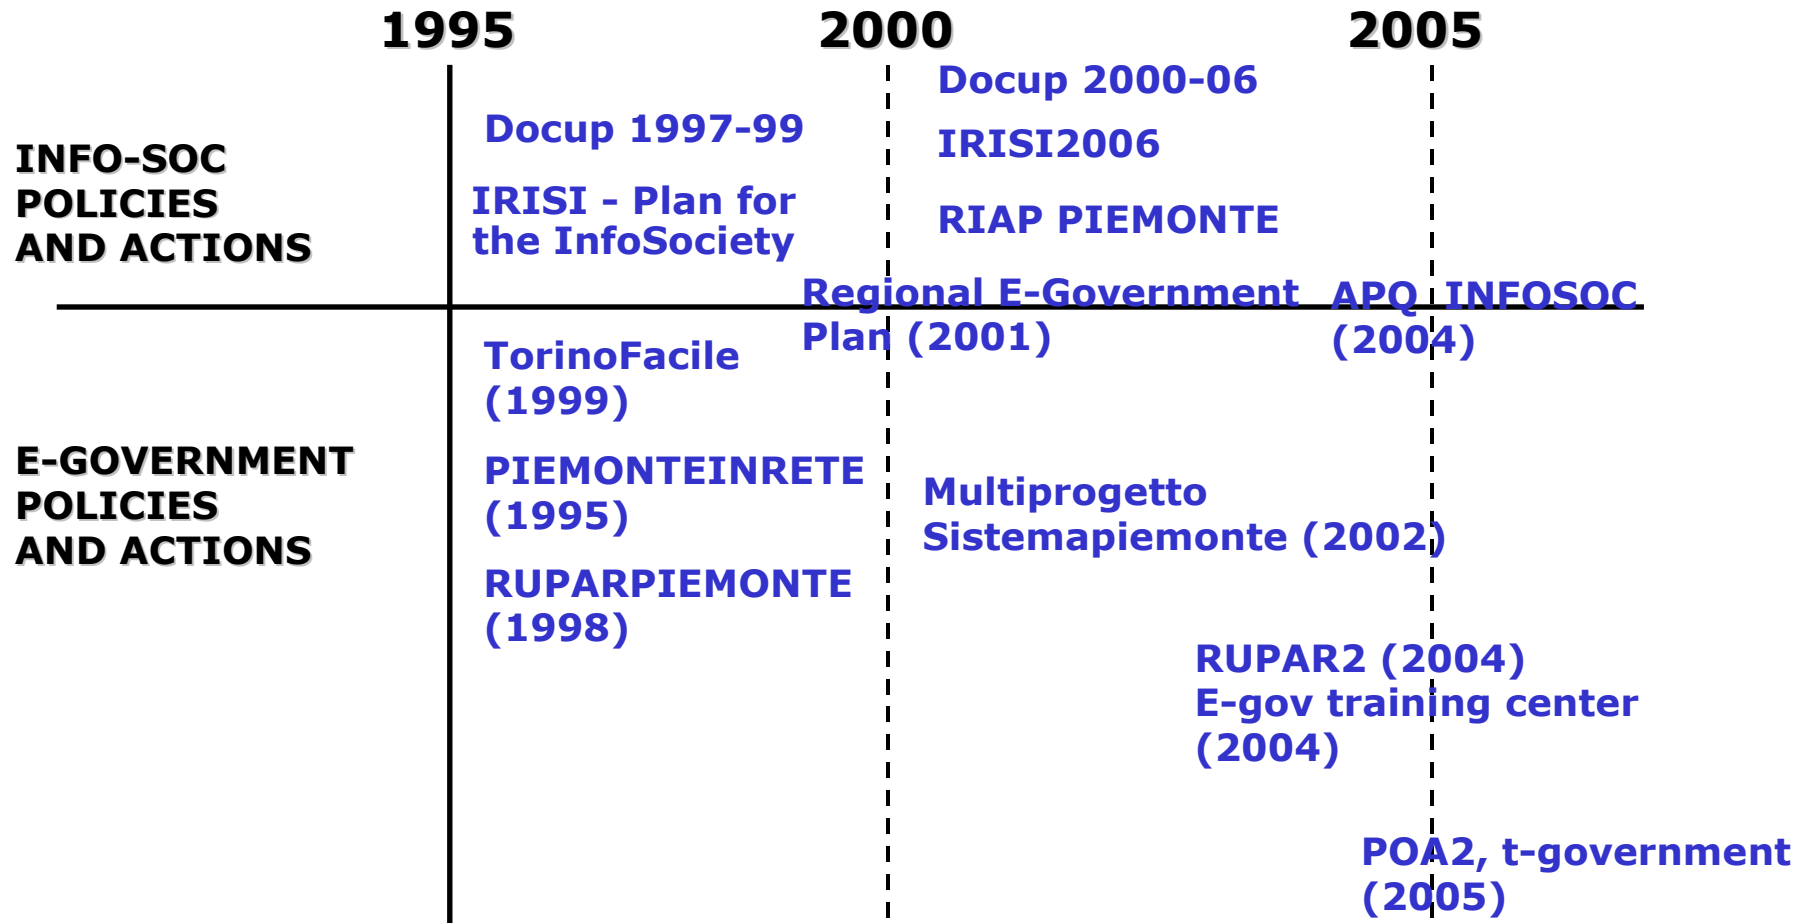 1995 2000 2005
Docup 2000-06
Docup 1997-99
IRISI2006
INFO-SOC
POLICIES
AND ACTIONS
IRISI - Plan for
the InfoSociety
RIAP PIEMONTE
Regional E-Government
Plan (2001)
APQ INFOSOC
(2004)
TorinoFacile
(1999)
E-GOVERNMENT
POLICIES
AND ACTIONS
PIEMONTEINRETE
(1995)
Multiprogetto
Sistemapiemonte (2002)
RUPARPIEMONTE
(1998)
RUPAR2 (2004)
E-gov training center
(2004)
POA2, t-government
(2005)